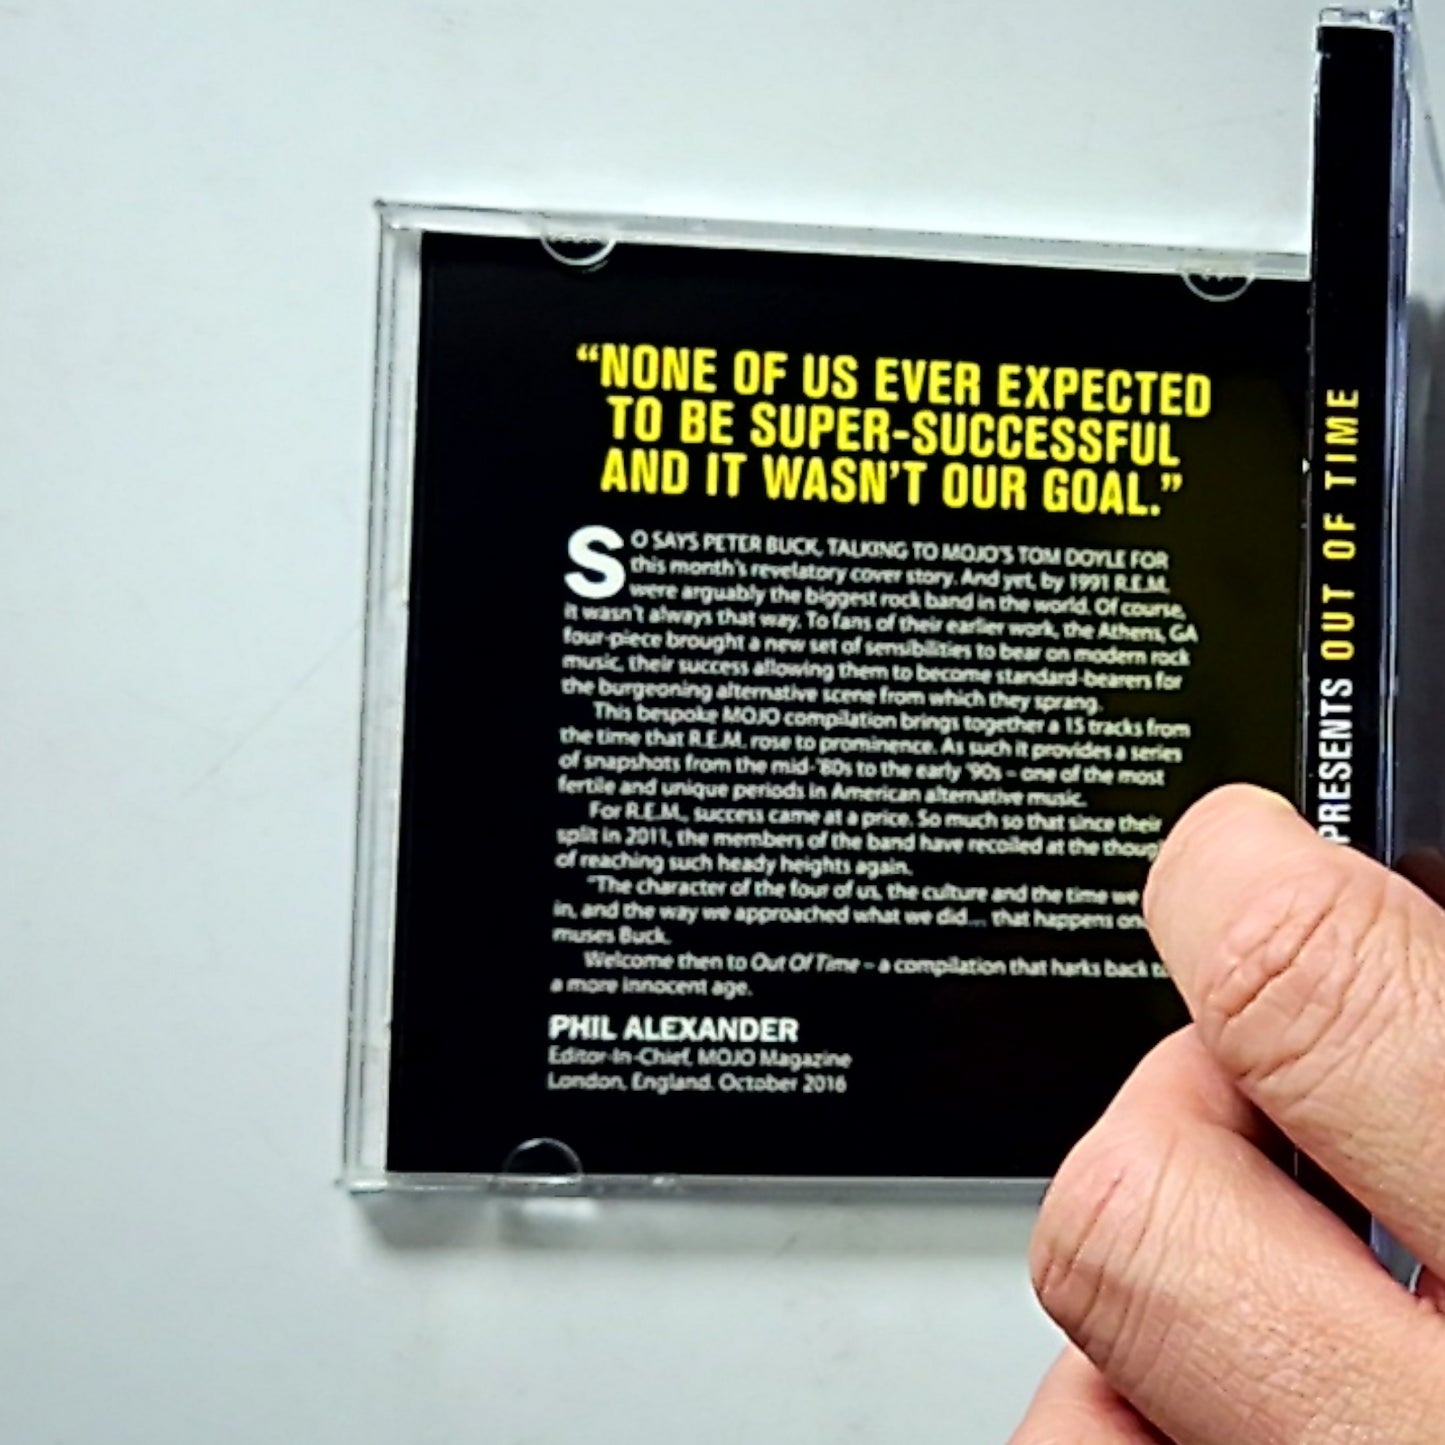 “NONE OF US EVER EXPECTED
TO BE SUPER-SUCCESSFUL
AND IT WASN'T OUR GOAL.”
SO SAYS PETER BUCK, TALKING TO MOJO'S TOM DOYLE FOR
this month's revelatory cover story. And yet, by 1991 R.E.M.
were arguably the biggest rock band in the world. Of course,
it wasn't always that way. To fans of their earlier work, the Athens, GA
four-piece brought a new set of sensibilities to bear on modern rock
music, their success allowing them to become standard-bearers for
the burgeoning alternative scene from which they sprang.
This bespoke MOJO compilation brings together a 15 tracks from
the time that R.E.M. rose to prominence. As such it provides a series
of snapshots from the mid-'80s to the early '90s – one of the most
fertile and unique periods in American alternative music.
For R.E.M., success came at a price. So much so that since their
split in 2011, the members of the band have recoiled at the
of reaching such heady heights again.
“The character of the four of us, the culture and the time we
in, and the way we approached what we did... that happens
muses Buck.
Welcome then to Out Of Time – a compilation that harks back
a more innocent age.
PHIL ALEXANDER
Editor-In-Chief, MOJO Magazine
London, England. October 2016
PRESENTS OUT OF TIME